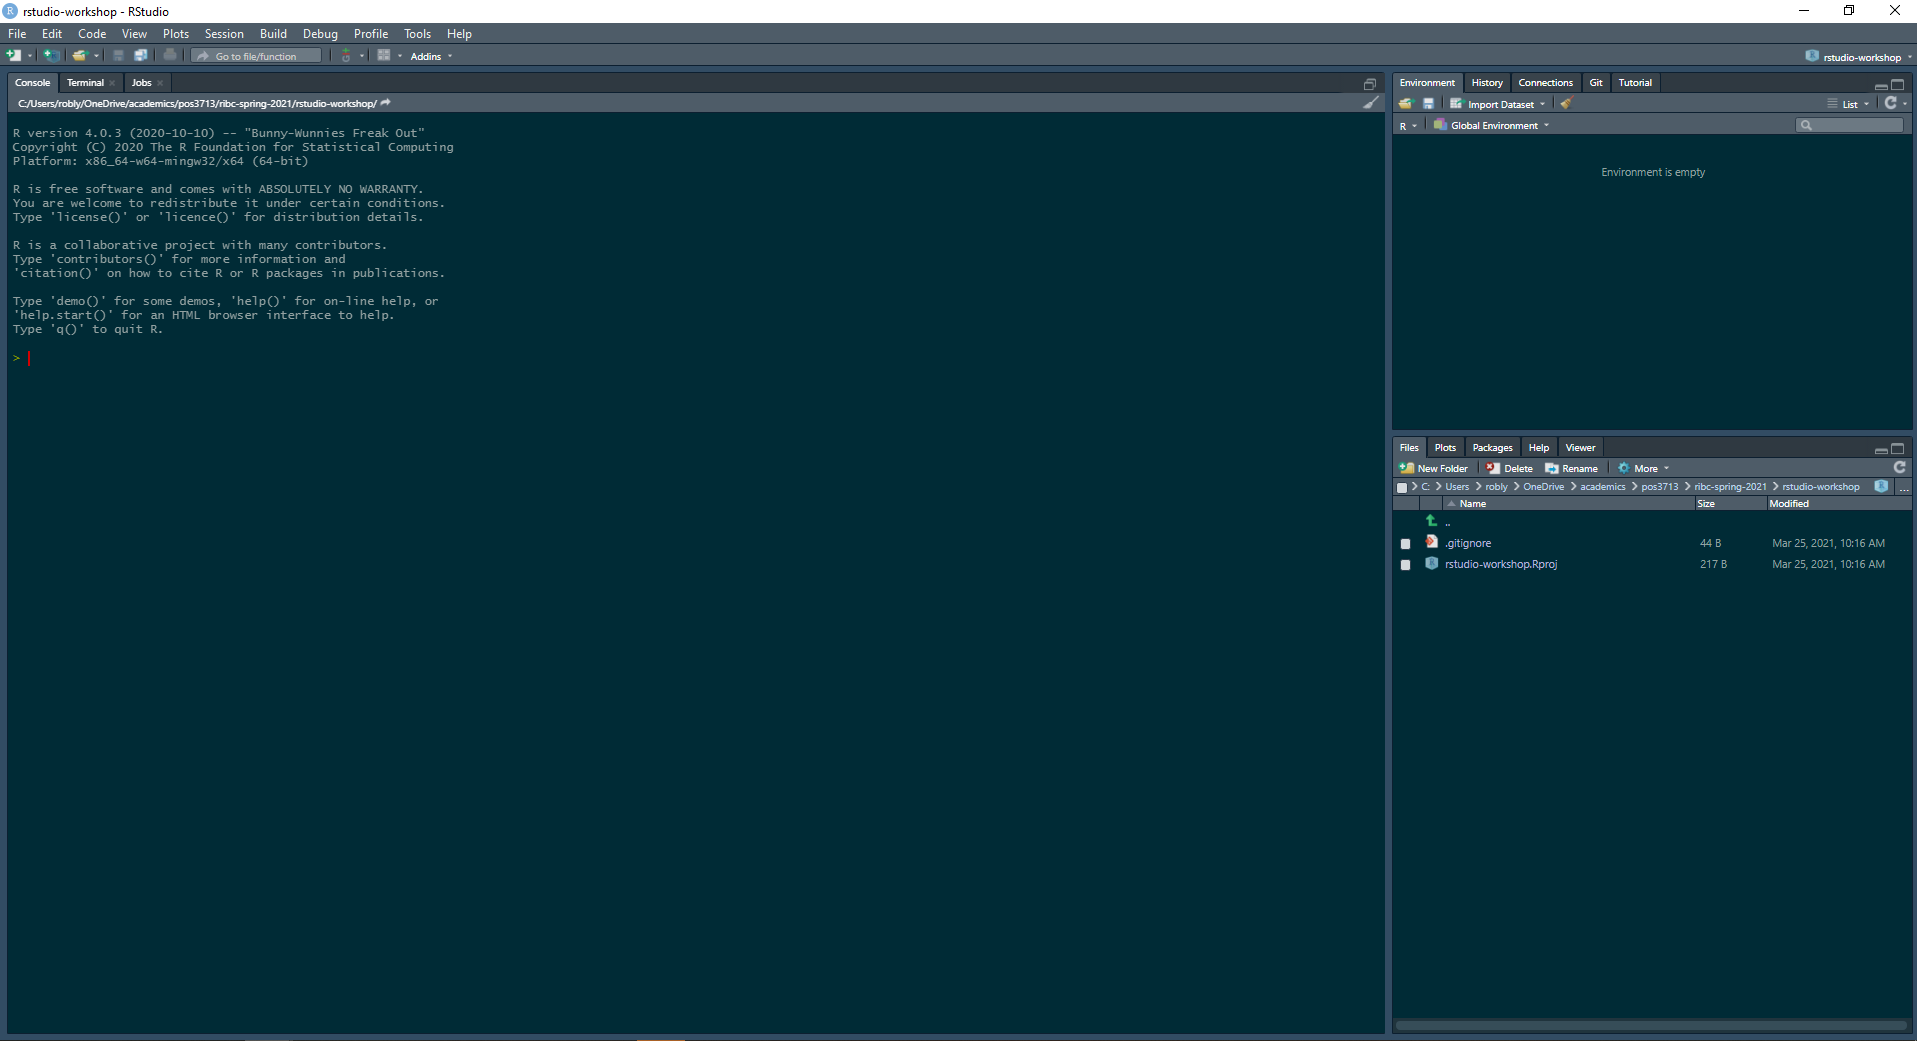 rstudio-workshop - RStudio
File Edit Code View Plots Session Build Debug Profile Tools Help
Go to file/function Addins rstudio-workshop
Console Terminal Jobs
C:/Users/robly/OneDrive/academics/pos3713/ribc-spring-2021/rstudio-workshop/
R version 4.0.3 (2020-10-10) -- "Bunny-Wunnies Freak Out"
Copyright (C) 2020 The R Foundation for Statistical Computing
Platform: x86_64-w64-mingw32/x64 (64-bit)
R is free software and comes with ABSOLUTELY NO WARRANTY.
You are welcome to redistribute it under certain conditions.
Type 'license()' or 'licence()' for distribution details.
R is a collaborative project with many contributors.
Type 'contributors()' for more information and
'citation()' on how to cite R or R packages in publications.
Type 'demo()' for some demos, 'help()' for on-line help, or
'help.start()' for an HTML browser interface to help.
Type 'q()' to quit R.
>
Environment History Connections Git Tutorial
Import Dataset List
R Global Environment
Environment is empty
Files Plots Packages Help Viewer
New Folder Delete Rename More
C: > Users > robly > OneDrive > academics > pos3713 > ribc-spring-2021 > rstudio-workshop ...
Name Size Modified
..
.gitignore 44 B Mar 25, 2021, 10:16 AM
rstudio-workshop.Rproj 217 B Mar 25, 2021, 10:16 AM